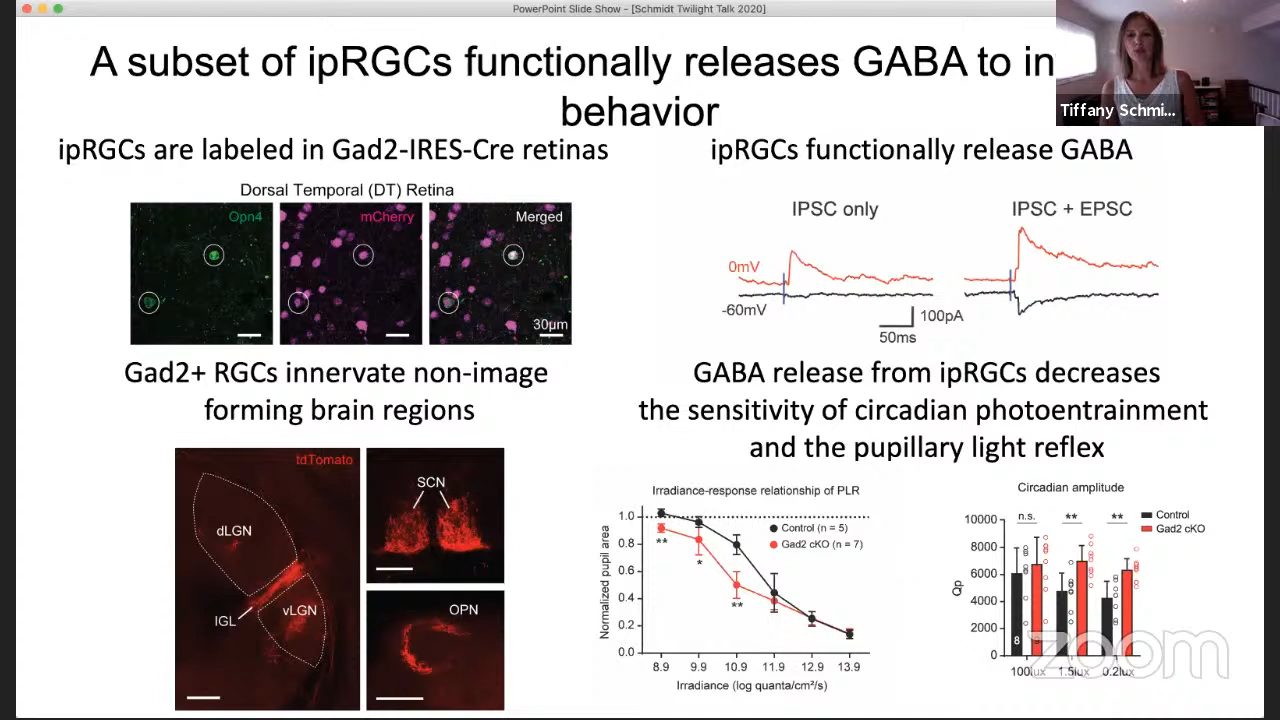 PowerPoint Slide Show - [Schmidt Twilight Talk 2020]
A subset of ipRGCs functionally releases GABA to in
behavior
Tiffany Schmi...
ipRGCs are labeled in Gad2-IRES-Cre retinas
Dorsal Temporal (DT) Retina
Opn4
mCherry
Merged
30μm
ipRGCs functionally release GABA
IPSC only
IPSC + EPSC
0mV
-60mV
100pA
50ms
Gad2+ RGCs innervate non-image
forming brain regions
tdTomato
dLGN
IGL
vLGN
SCN
OPN
GABA release from ipRGCs decreases
the sensitivity of circadian photoentrainment
and the pupillary light reflex
Irradiance-response relationship of PLR
Normalized pupil area
1.0
0.8
0.6
0.4
0.2
0.0
Control (n = 5)
Gad2 cKO (n = 7)
**
*
**
8.9 9.9 10.9 11.9 12.9 13.9
Irradiance (log quanta/cm²/s)
Circadian amplitude
Qp
10000
8000
6000
4000
2000
0
n.s. ** **
Control
Gad2 cKO
8
100lux 1.5lux 0.2lux
zoom